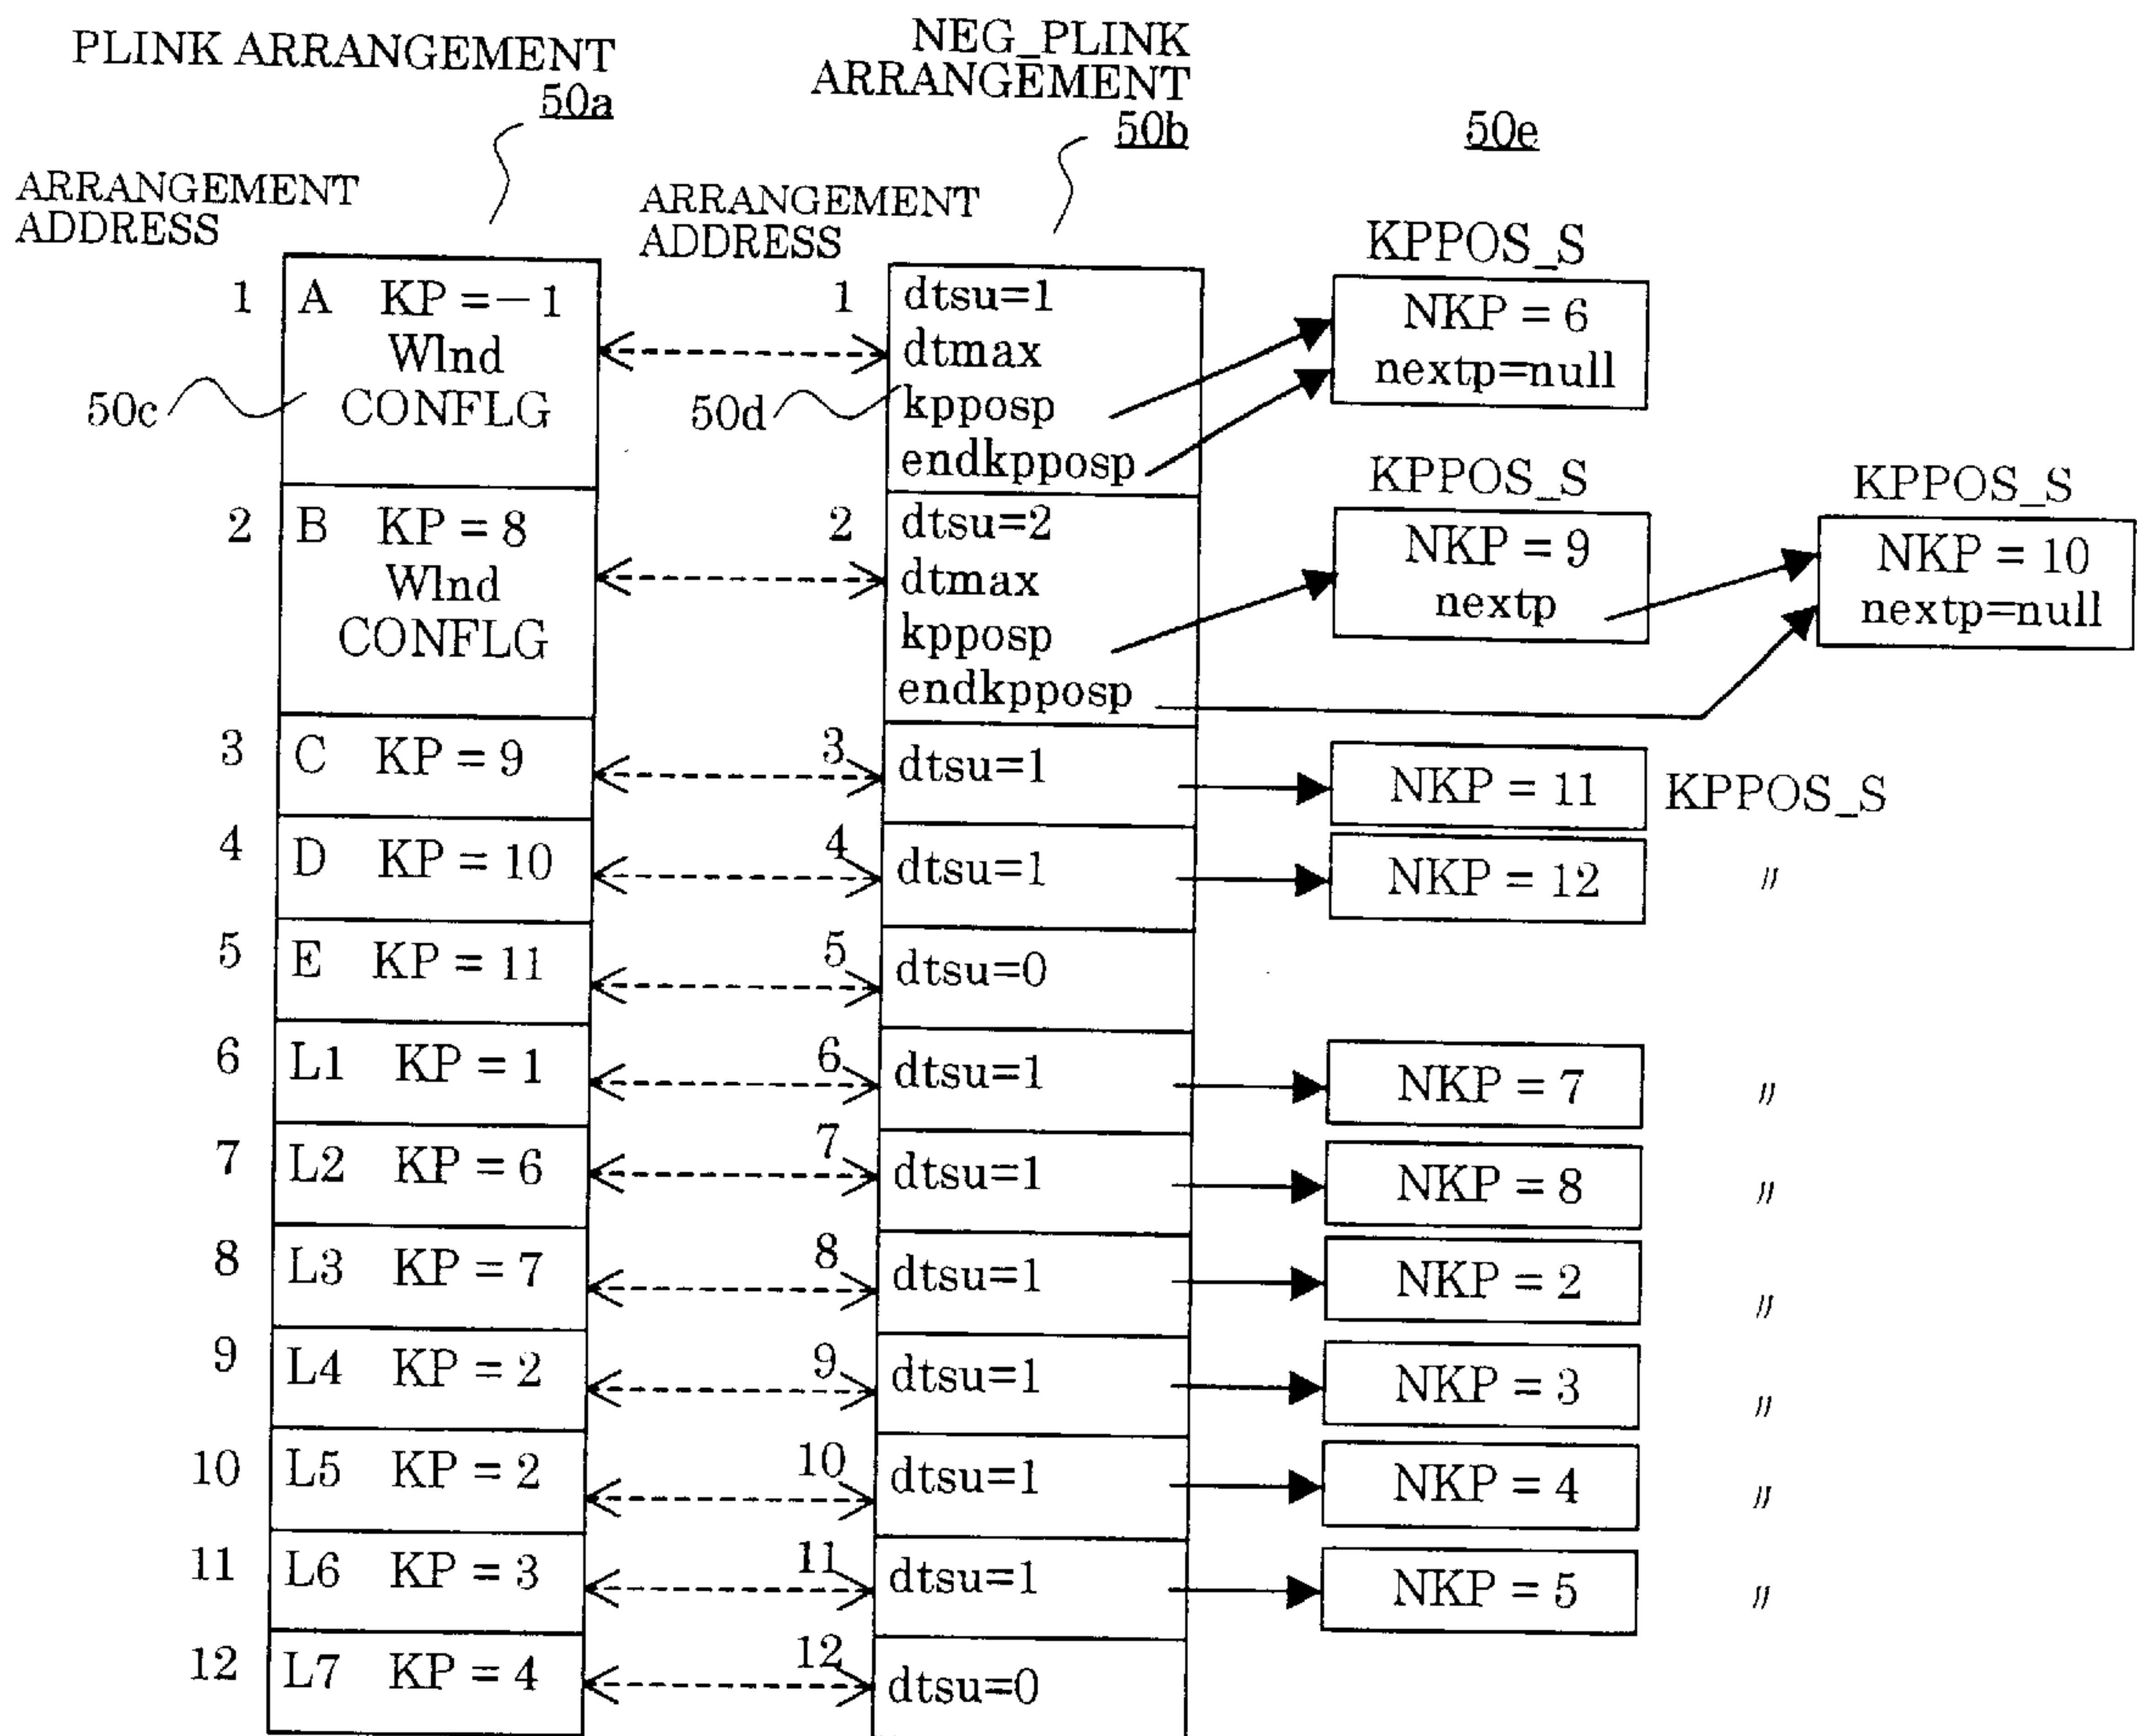 PLINK ARRANGEMENT
50a
NEG_PLINK
ARRANGEMENT
50b
50e
ARRANGEMENT
ADDRESS
ARRANGEMENT
ADDRESS
KPPOS_S
1 A KP =−1
Wlnd
CONFLG
50c
1 dtsu=1
dtmax
50d kpposp
endkpposp
NKP = 6
nextp=null
KPPOS_S
KPPOS_S
2 B KP = 8
Wlnd
CONFLG
2 dtsu=2
dtmax
kpposp
endkpposp
NKP = 9
nextp
NKP = 10
nextp=null
3 C KP = 9 3 dtsu=1 NKP = 11 KPPOS_S
4 D KP = 10 4 dtsu=1 NKP = 12 〃
5 E KP = 11 5 dtsu=0
6 L1 KP = 1 6 dtsu=1 NKP = 7 〃
7 L2 KP = 6 7 dtsu=1 NKP = 8 〃
8 L3 KP = 7 8 dtsu=1 NKP = 2 〃
9 L4 KP = 2 9 dtsu=1 NKP = 3 〃
10 L5 KP = 2 10 dtsu=1 NKP = 4 〃
11 L6 KP = 3 11 dtsu=1 NKP = 5 〃
12 L7 KP = 4 12 dtsu=0